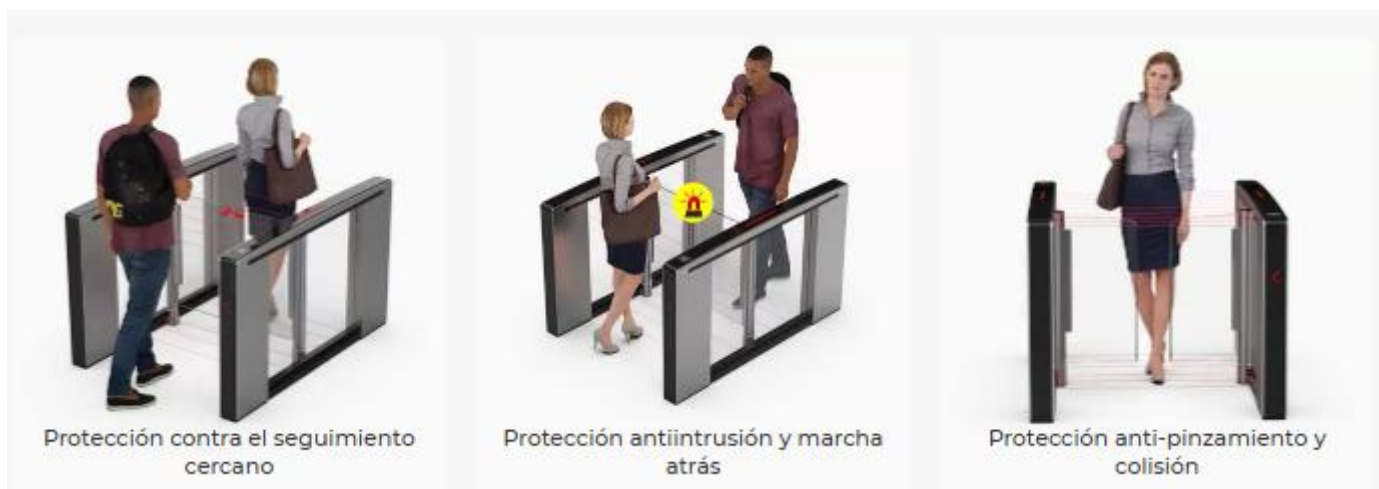 Protección contra el seguimiento
cercano
Protección antiintrusión y marcha
atrás
Protección anti-pinzamiento y
colisión